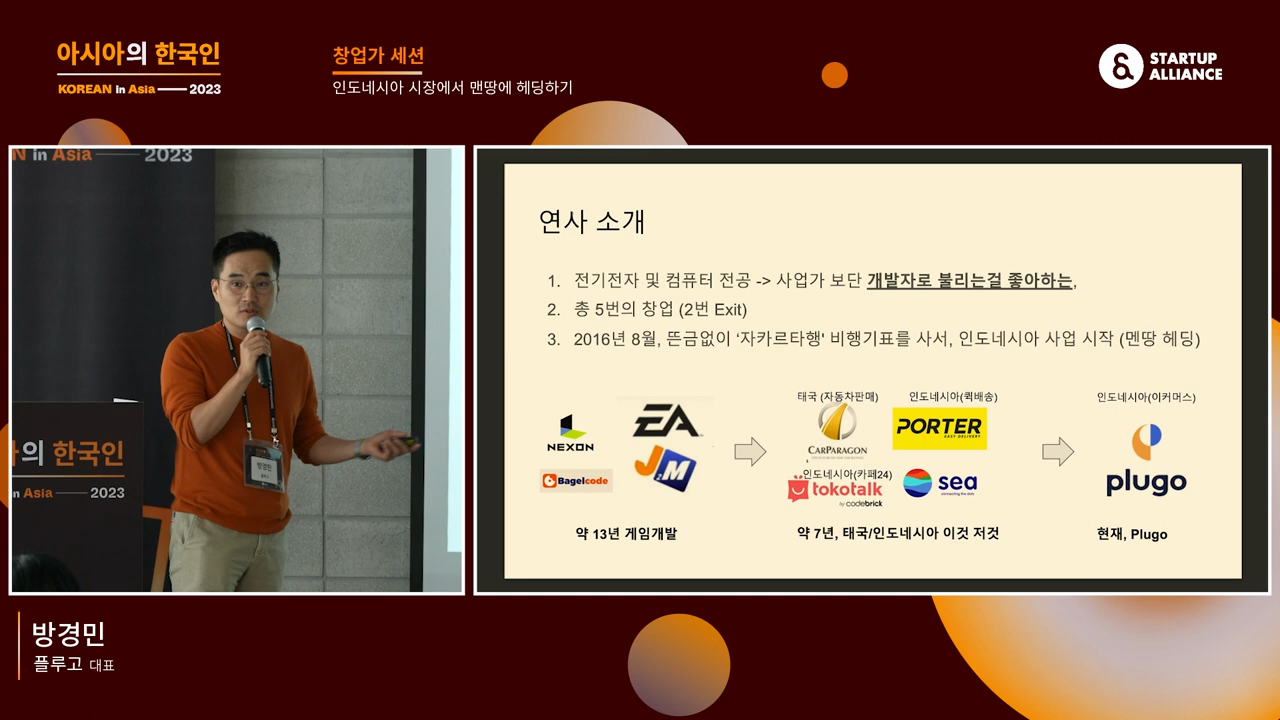 아시아의 한국인
KOREAN in Asia 2023
창업가 세션
인도네시아 시장에서 맨땅에 헤딩하기
STARTUP
ALLIANCE
N in Asia 2023
의 한국인
n Asia 2023
방경민
연사 소개
1. 전기전자 및 컴퓨터 전공 -> 사업가 보단 개발자로 불리는걸 좋아하는,
2. 총 5번의 창업 (2번 Exit)
3. 2016년 8월, 뜬금없이 ‘자카르타행' 비행기표를 사서, 인도네시아 사업 시작 (멘땅 헤딩)
NEXON
EA
Bagelcode
J2M
약 13년 게임개발
태국 (자동차판매)
인도네시아(퀵배송)
CARPARAGON
PORTER
EASY DELIVERY
인도네시아(카페24)
tokotalk
by codebrick
sea
connecting the dots
약 7년, 태국/인도네시아 이것 저것
인도네시아(이커머스)
plugo
현재, Plugo
방경민
플루고 대표